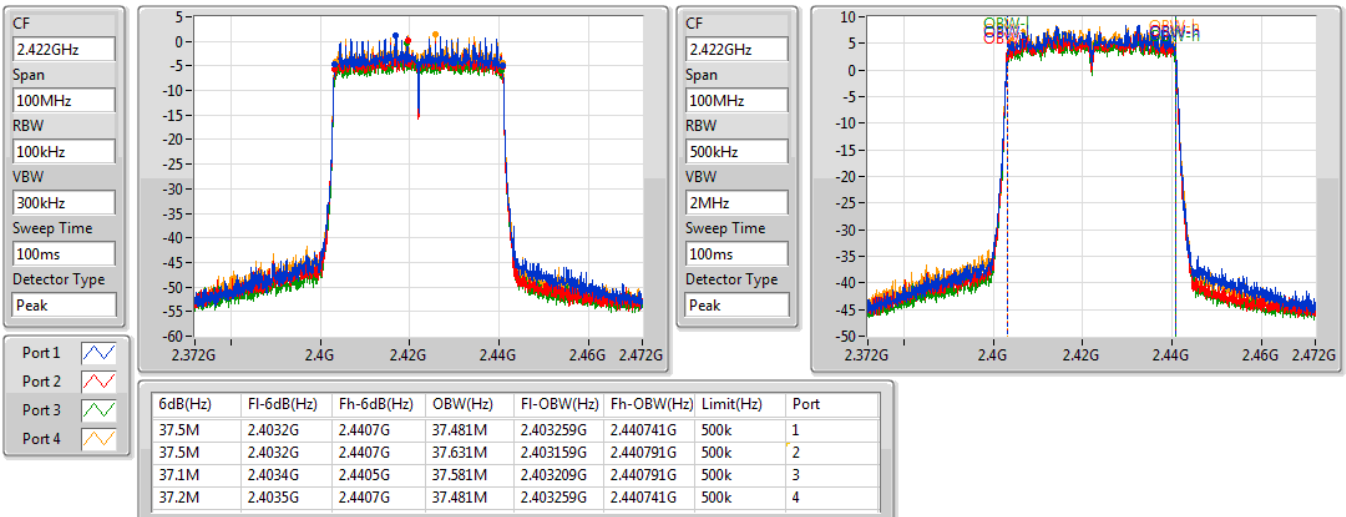 CF
2.422GHz
Span
100MHz
RBW
100kHz
VBW
300kHz
Sweep Time
100ms
Detector Type
Peak
5
0
-5
-10
-15
-20
-25
-30
-35
-40
-45
-50
-55
-60
2.372G 2.4G 2.42G 2.44G 2.46G 2.472G
CF
2.422GHz
Span
100MHz
RBW
500kHz
VBW
2MHz
Sweep Time
100ms
Detector Type
Peak
10
5
0
-5
-10
-15
-20
-25
-30
-35
-40
-45
-50
2.372G 2.4G 2.42G 2.44G 2.46G 2.472G
Port 1
Port 2
Port 3
Port 4
6dB(Hz) Fl-6dB(Hz) Fh-6dB(Hz) OBW(Hz) Fl-OBW(Hz) Fh-OBW(Hz) Limit(Hz) Port
37.5M 2.4032G 2.4407G 37.481M 2.403259G 2.440741G 500k 1
37.5M 2.4032G 2.4407G 37.631M 2.403159G 2.440791G 500k 2
37.1M 2.4034G 2.4405G 37.581M 2.403209G 2.440791G 500k 3
37.2M 2.4035G 2.4407G 37.481M 2.403259G 2.440741G 500k 4